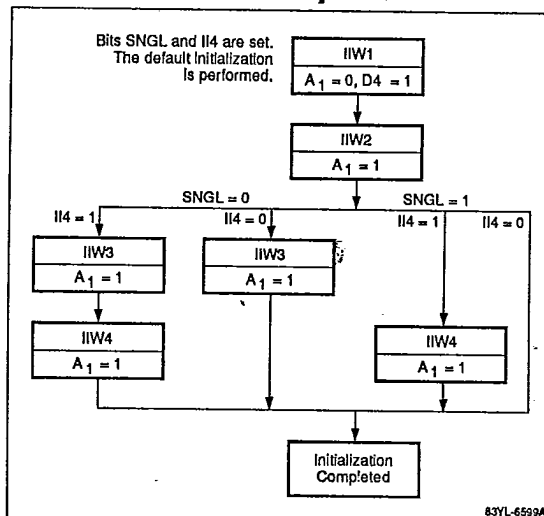 Bits SNGL and II4 are set.
The default Initialization
is performed.
IIW1
A1 = 0, D4 = 1
IIW2
A1 = 1
SNGL = 0
SNGL = 1
II4 = 1
II4 = 0
II4 = 1
II4 = 0
IIW3
A1 = 1
IIW3
A1 = 1
IIW4
A1 = 1
IIW4
A1 = 1
Initialization
Completed
83YL-6599A